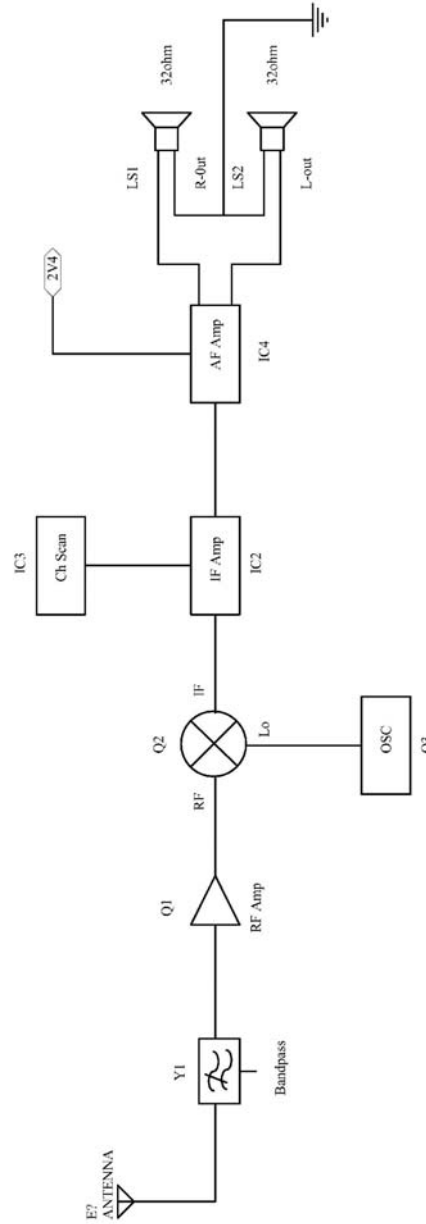 E?
ANTENNA
Y1
Bandpass
Q1
RF Amp
RF
Q2
IF
Lo
OSC
Q3
IC3
Ch Scan
IF Amp
IC2
2V4
AF Amp
IC4
LS1
32ohm
R-0ut
LS2
32ohm
L-out